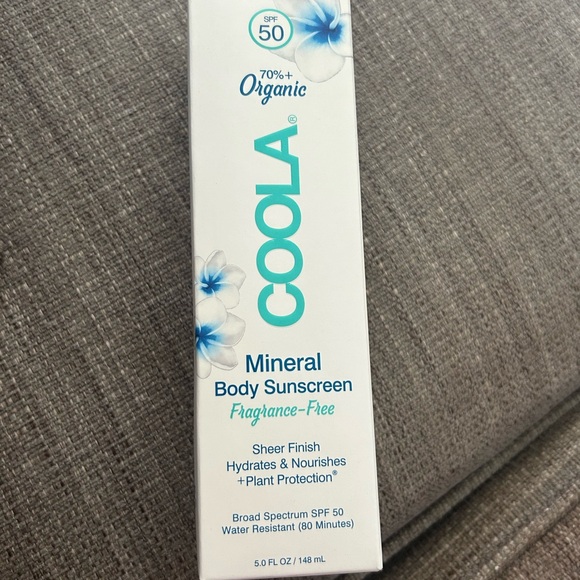 SPF
50
70%+
Organic
COOLA®
Mineral
Body Sunscreen
Fragrance-Free
Sheer Finish
Hydrates & Nourishes
+Plant Protection®
Broad Spectrum SPF 50
Water Resistant (80 Minutes)
5.0 FL OZ / 148 mL